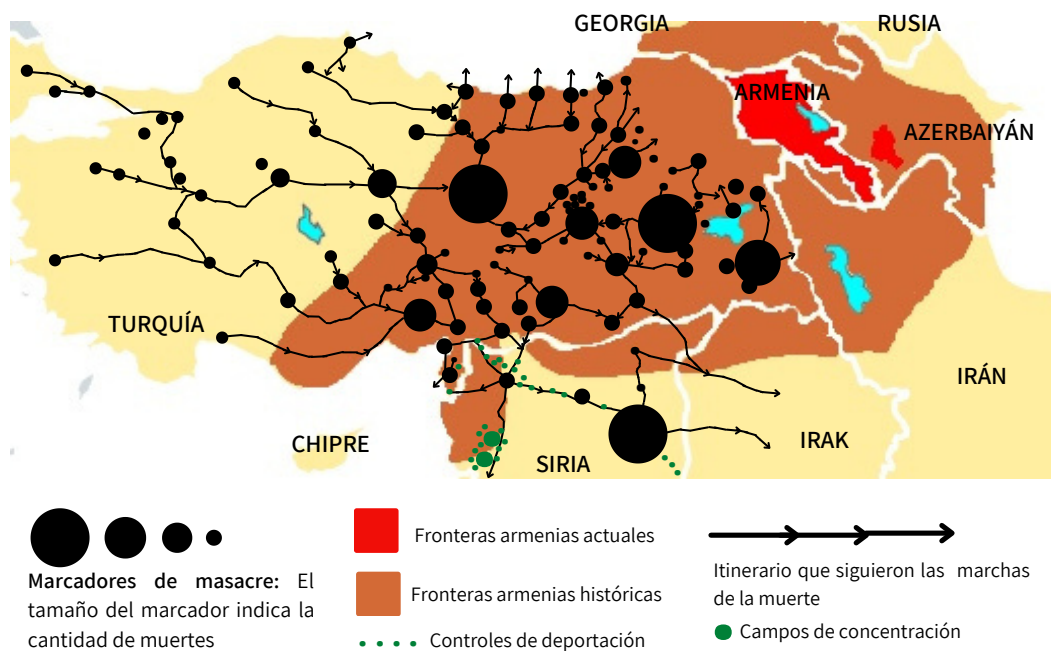 GEORGIA
RUSIA
ARMENIA
AZERBAIYÁN
TURQUÍA
IRÁN
CHIPRE
SIRIA
IRAK
Marcadores de masacre: El
tamaño del marcador indica la
cantidad de muertes
Fronteras armenias actuales
Fronteras armenias históricas
Controles de deportación
Itinerario que siguieron las marchas
de la muerte
Campos de concentración